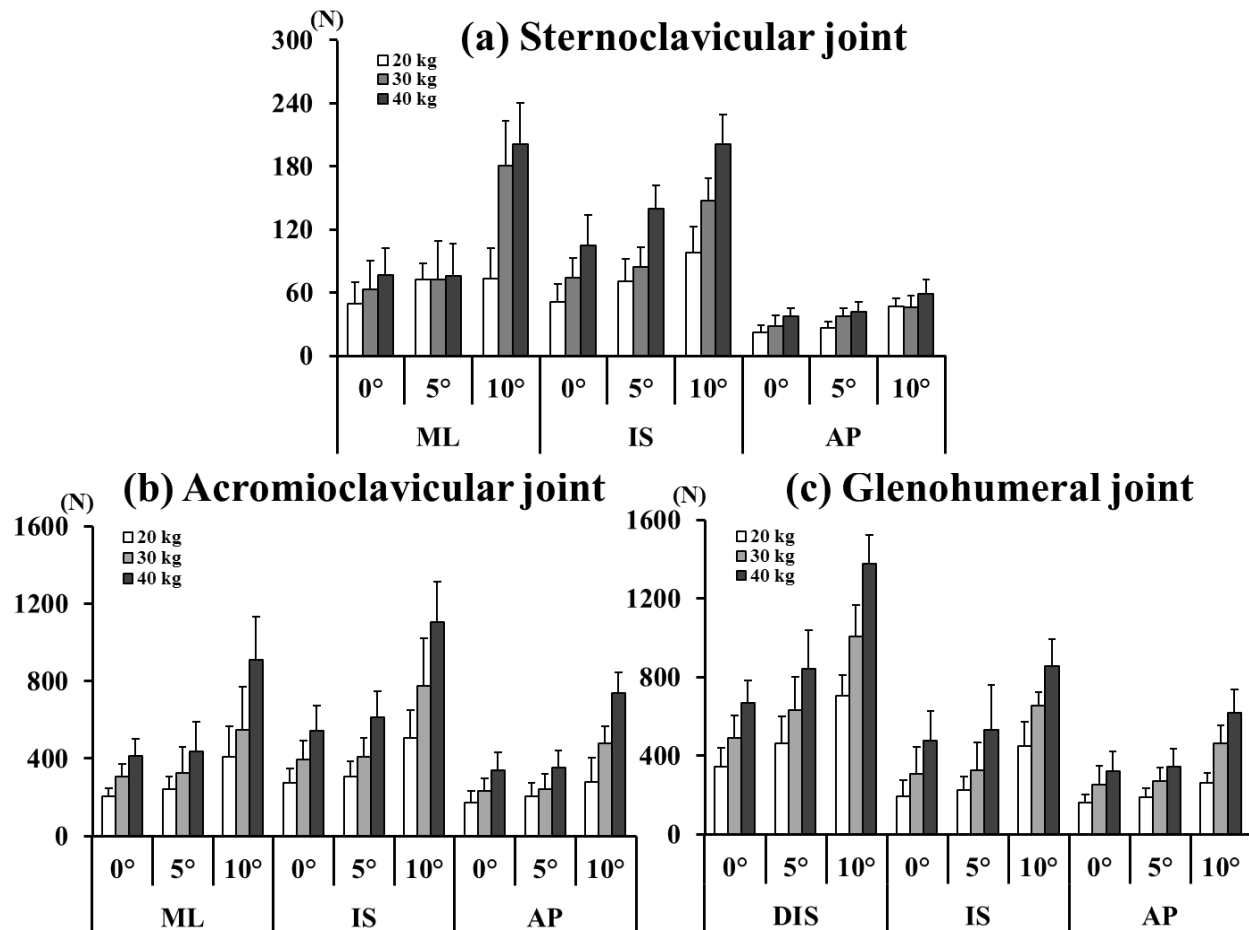 (N)
(a) Sternoclavicular joint
20 kg
30 kg
40 kg
300
240
180
120
60
0
0° 5° 10° 0° 5° 10° 0° 5° 10°
ML IS AP
(b) Acromioclavicular joint
(N)
20 kg
30 kg
40 kg
1600
1200
800
400
0
0° 5° 10° 0° 5° 10° 0° 5° 10°
ML IS AP
(c) Glenohumeral joint
(N)
20 kg
30 kg
40 kg
1600
1200
800
400
0
0° 5° 10° 0° 5° 10° 0° 5° 10°
DIS IS AP